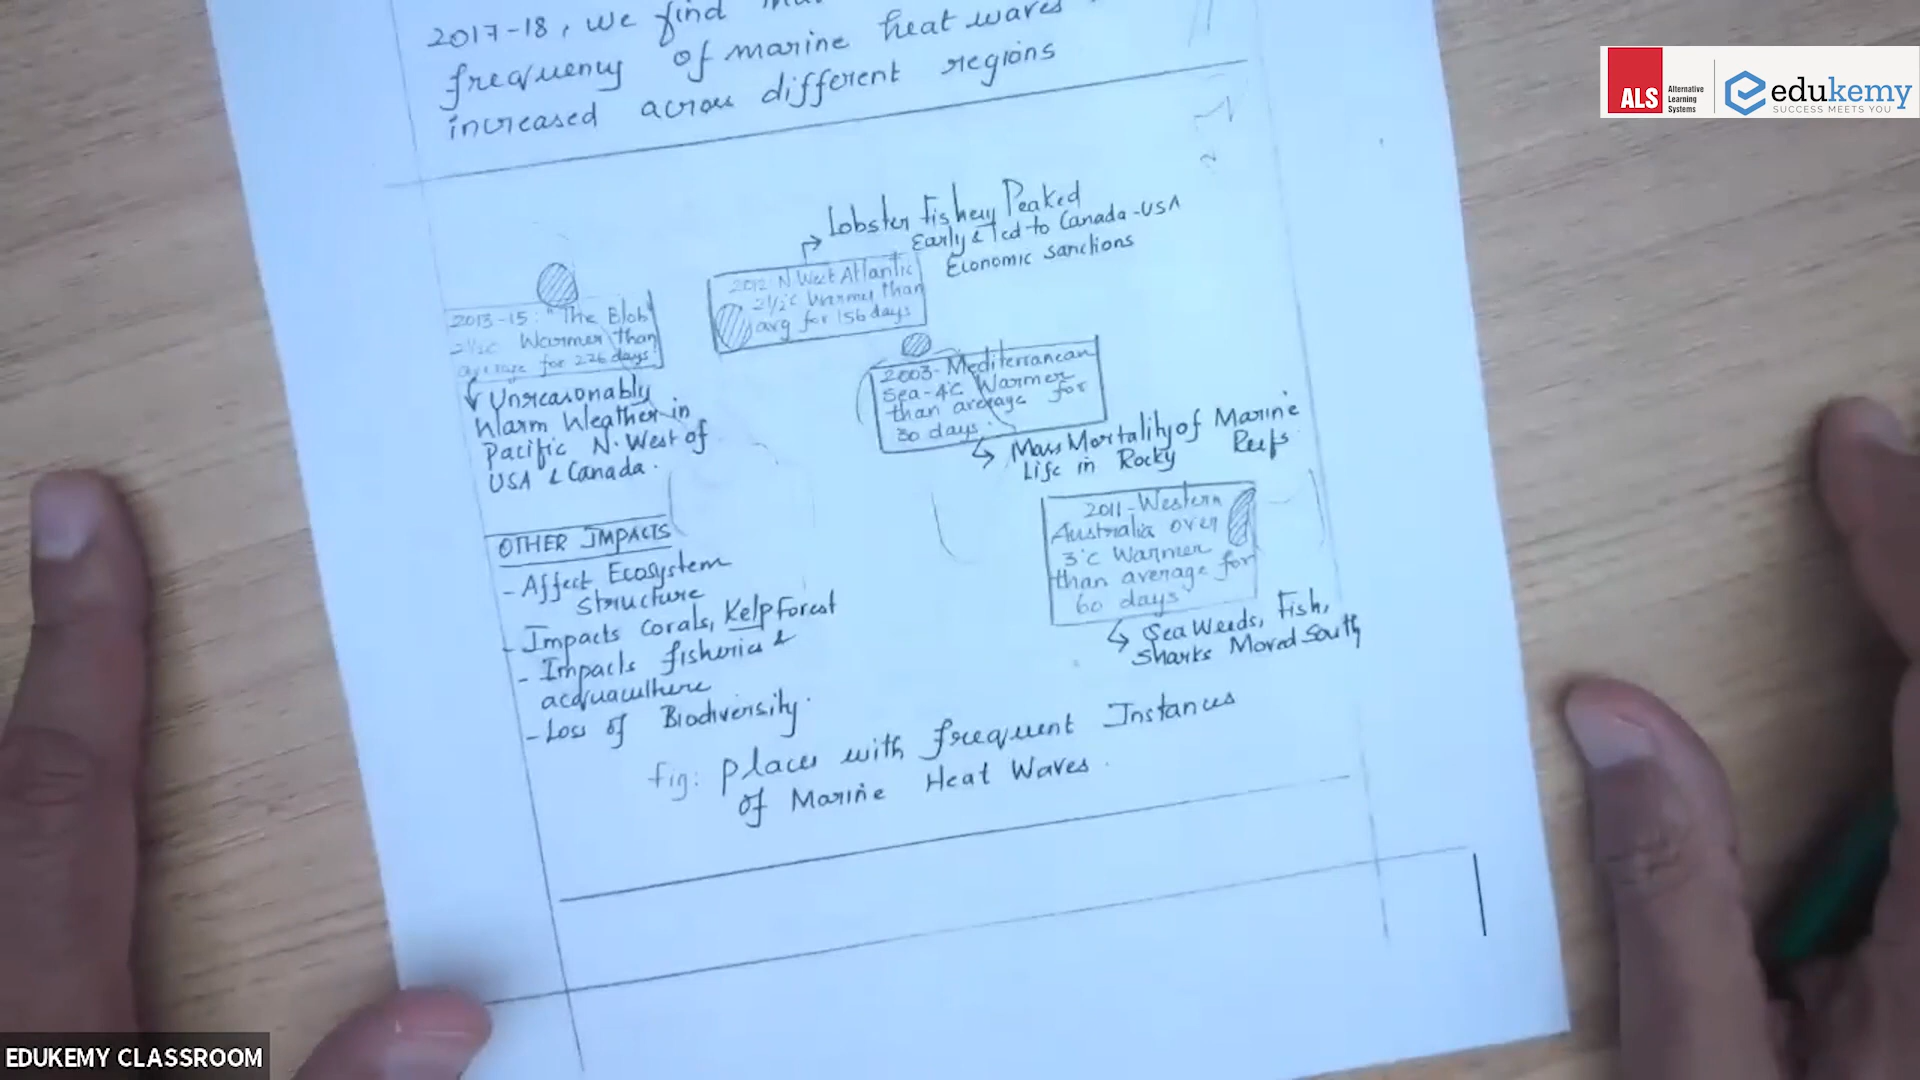 2017-18, we find
frequency of marine heat waves
increased across different regions
ALS
Alternative
Learning
Systems
edukemy
SUCCESS MEETS YOU
Lobster Fishery Peaked
Early & Led to Canada-USA
Economic sanctions
2012: N. West Atlantic
2½°C Warmer than
avg for 156 days
2013-15: "The Blob"
2½°C Warmer than
average for 226 days
Unreasonably
Warm Weather in
Pacific N. West of
USA & Canada.
2003 - Mediterranean
Sea - 4°C Warmer
than average for
30 days.
Mass Mortality of Marine
Life in Rocky Reefs
2011 - Western
Australia over
3°C Warmer
than average for
60 days
Sea Weeds, Fish,
Sharks Moved South
OTHER IMPACTS
- Affect Ecosystem
Structure
- Impacts Corals, Kelp Forest
- Impacts fisheries &
acquaculture
- Loss of Biodiversity.
fig: Places with frequent Instances
of Marine Heat Waves.
EDUKEMY CLASSROOM